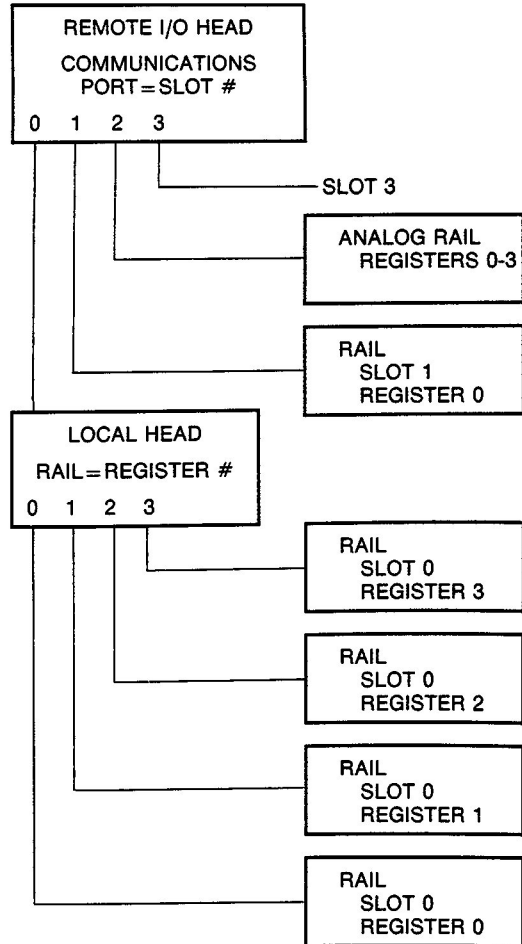 REMOTE I/O HEAD
COMMUNICATIONS
PORT=SLOT #
0 1 2 3
SLOT 3
ANALOG RAIL
REGISTERS 0-3
RAIL
SLOT 1
REGISTER 0
LOCAL HEAD
RAIL=REGISTER #
0 1 2 3
RAIL
SLOT 0
REGISTER 3
RAIL
SLOT 0
REGISTER 2
RAIL
SLOT 0
REGISTER 1
RAIL
SLOT 0
REGISTER 0